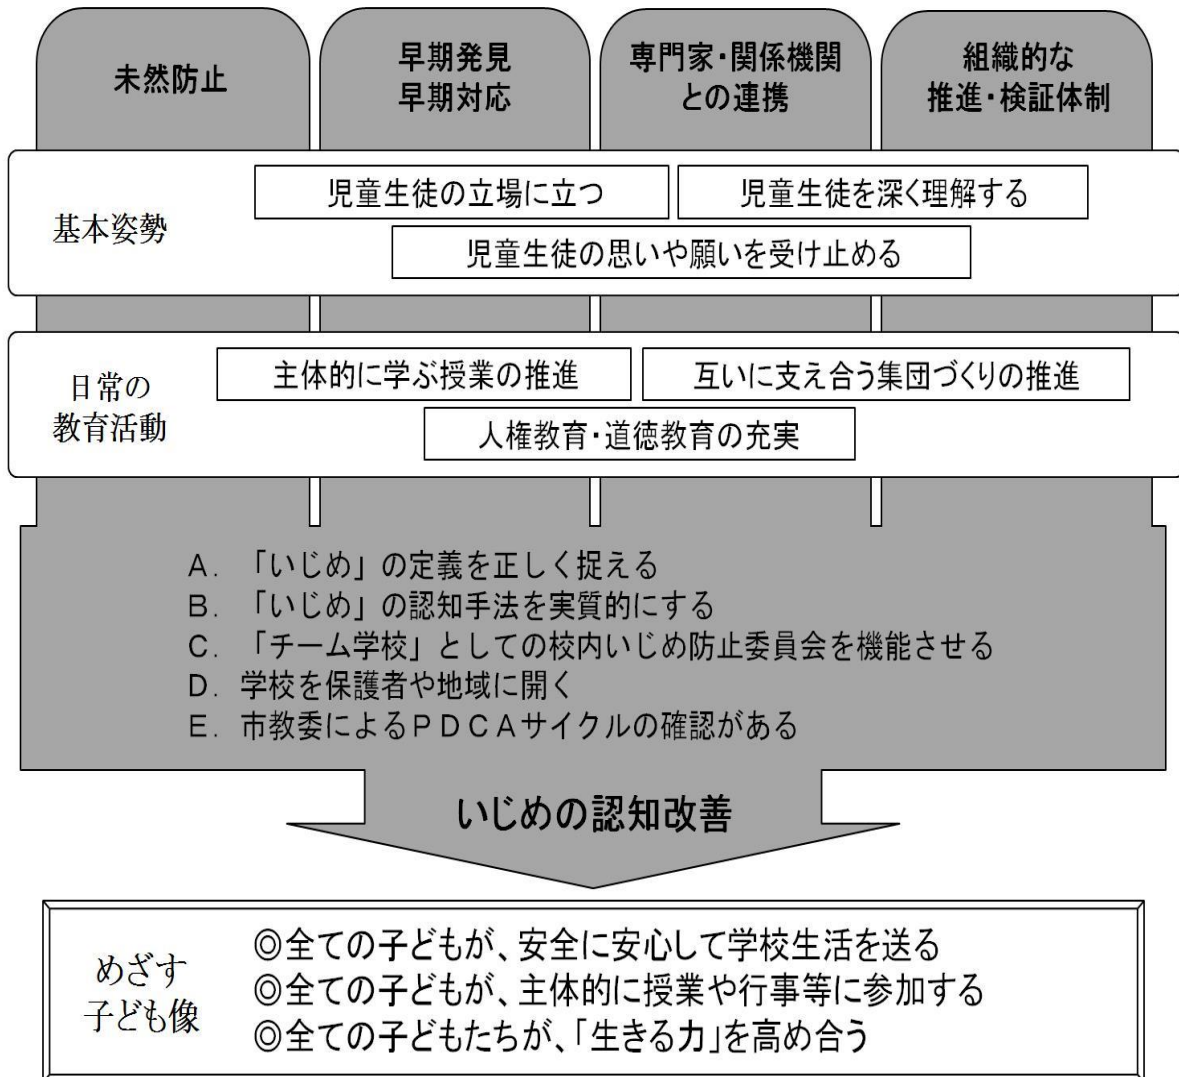 未然防止
早期発見
早期対応
専門家・関係機関
との連携
組織的な
推進・検証体制
基本姿勢
児童生徒の立場に立つ
児童生徒を深く理解する
児童生徒の思いや願いを受け止める
日常の
教育活動
主体的に学ぶ授業の推進
互いに支え合う集団づくりの推進
人権教育・道徳教育の充実
A．「いじめ」の定義を正しく捉える
B．「いじめ」の認知手法を実質的にする
C．「チーム学校」としての校内いじめ防止委員会を機能させる
D．学校を保護者や地域に開く
E．市教委によるPDCAサイクルの確認がある
いじめの認知改善
めざす
子ども像
◎全ての子どもが、安全に安心して学校生活を送る
◎全ての子どもが、主体的に授業や行事等に参加する
◎全ての子どもたちが、「生きる力」を高め合う